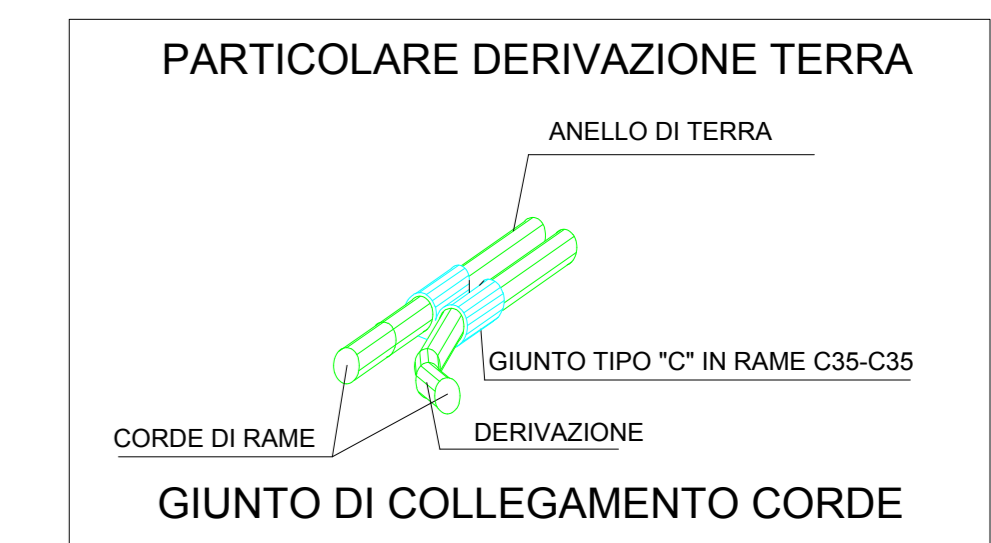 PARTICOLARE DERIVAZIONE TERRA
ANELLO DI TERRA
GIUNTO TIPO "C" IN RAME C35-C35
CORDE DI RAME
DERIVAZIONE
GIUNTO DI COLLEGAMENTO CORDE